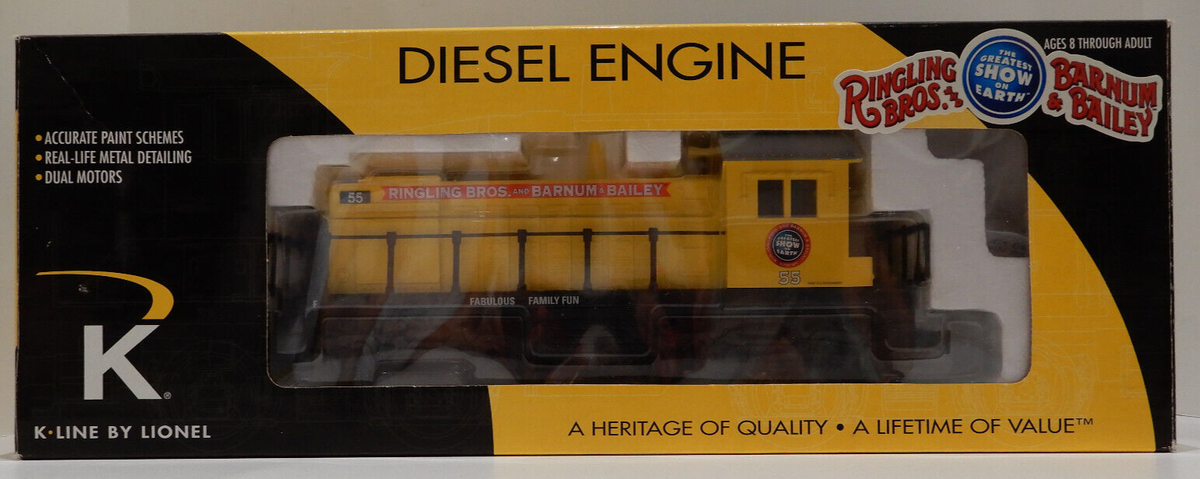 DIESEL ENGINE
AGES 8 THROUGH ADULT
RINGLING BROS. AND
THE GREATEST SHOW ON EARTH
BARNUM & BAILEY
• ACCURATE PAINT SCHEMES
• REAL-LIFE METAL DETAILING
• DUAL MOTORS
55
RINGLING BROS. AND BARNUM & BAILEY
THE GREATEST SHOW ON EARTH
55
FABULOUS FAMILY FUN
K®
K•LINE BY LIONEL
A HERITAGE OF QUALITY • A LIFETIME OF VALUE™